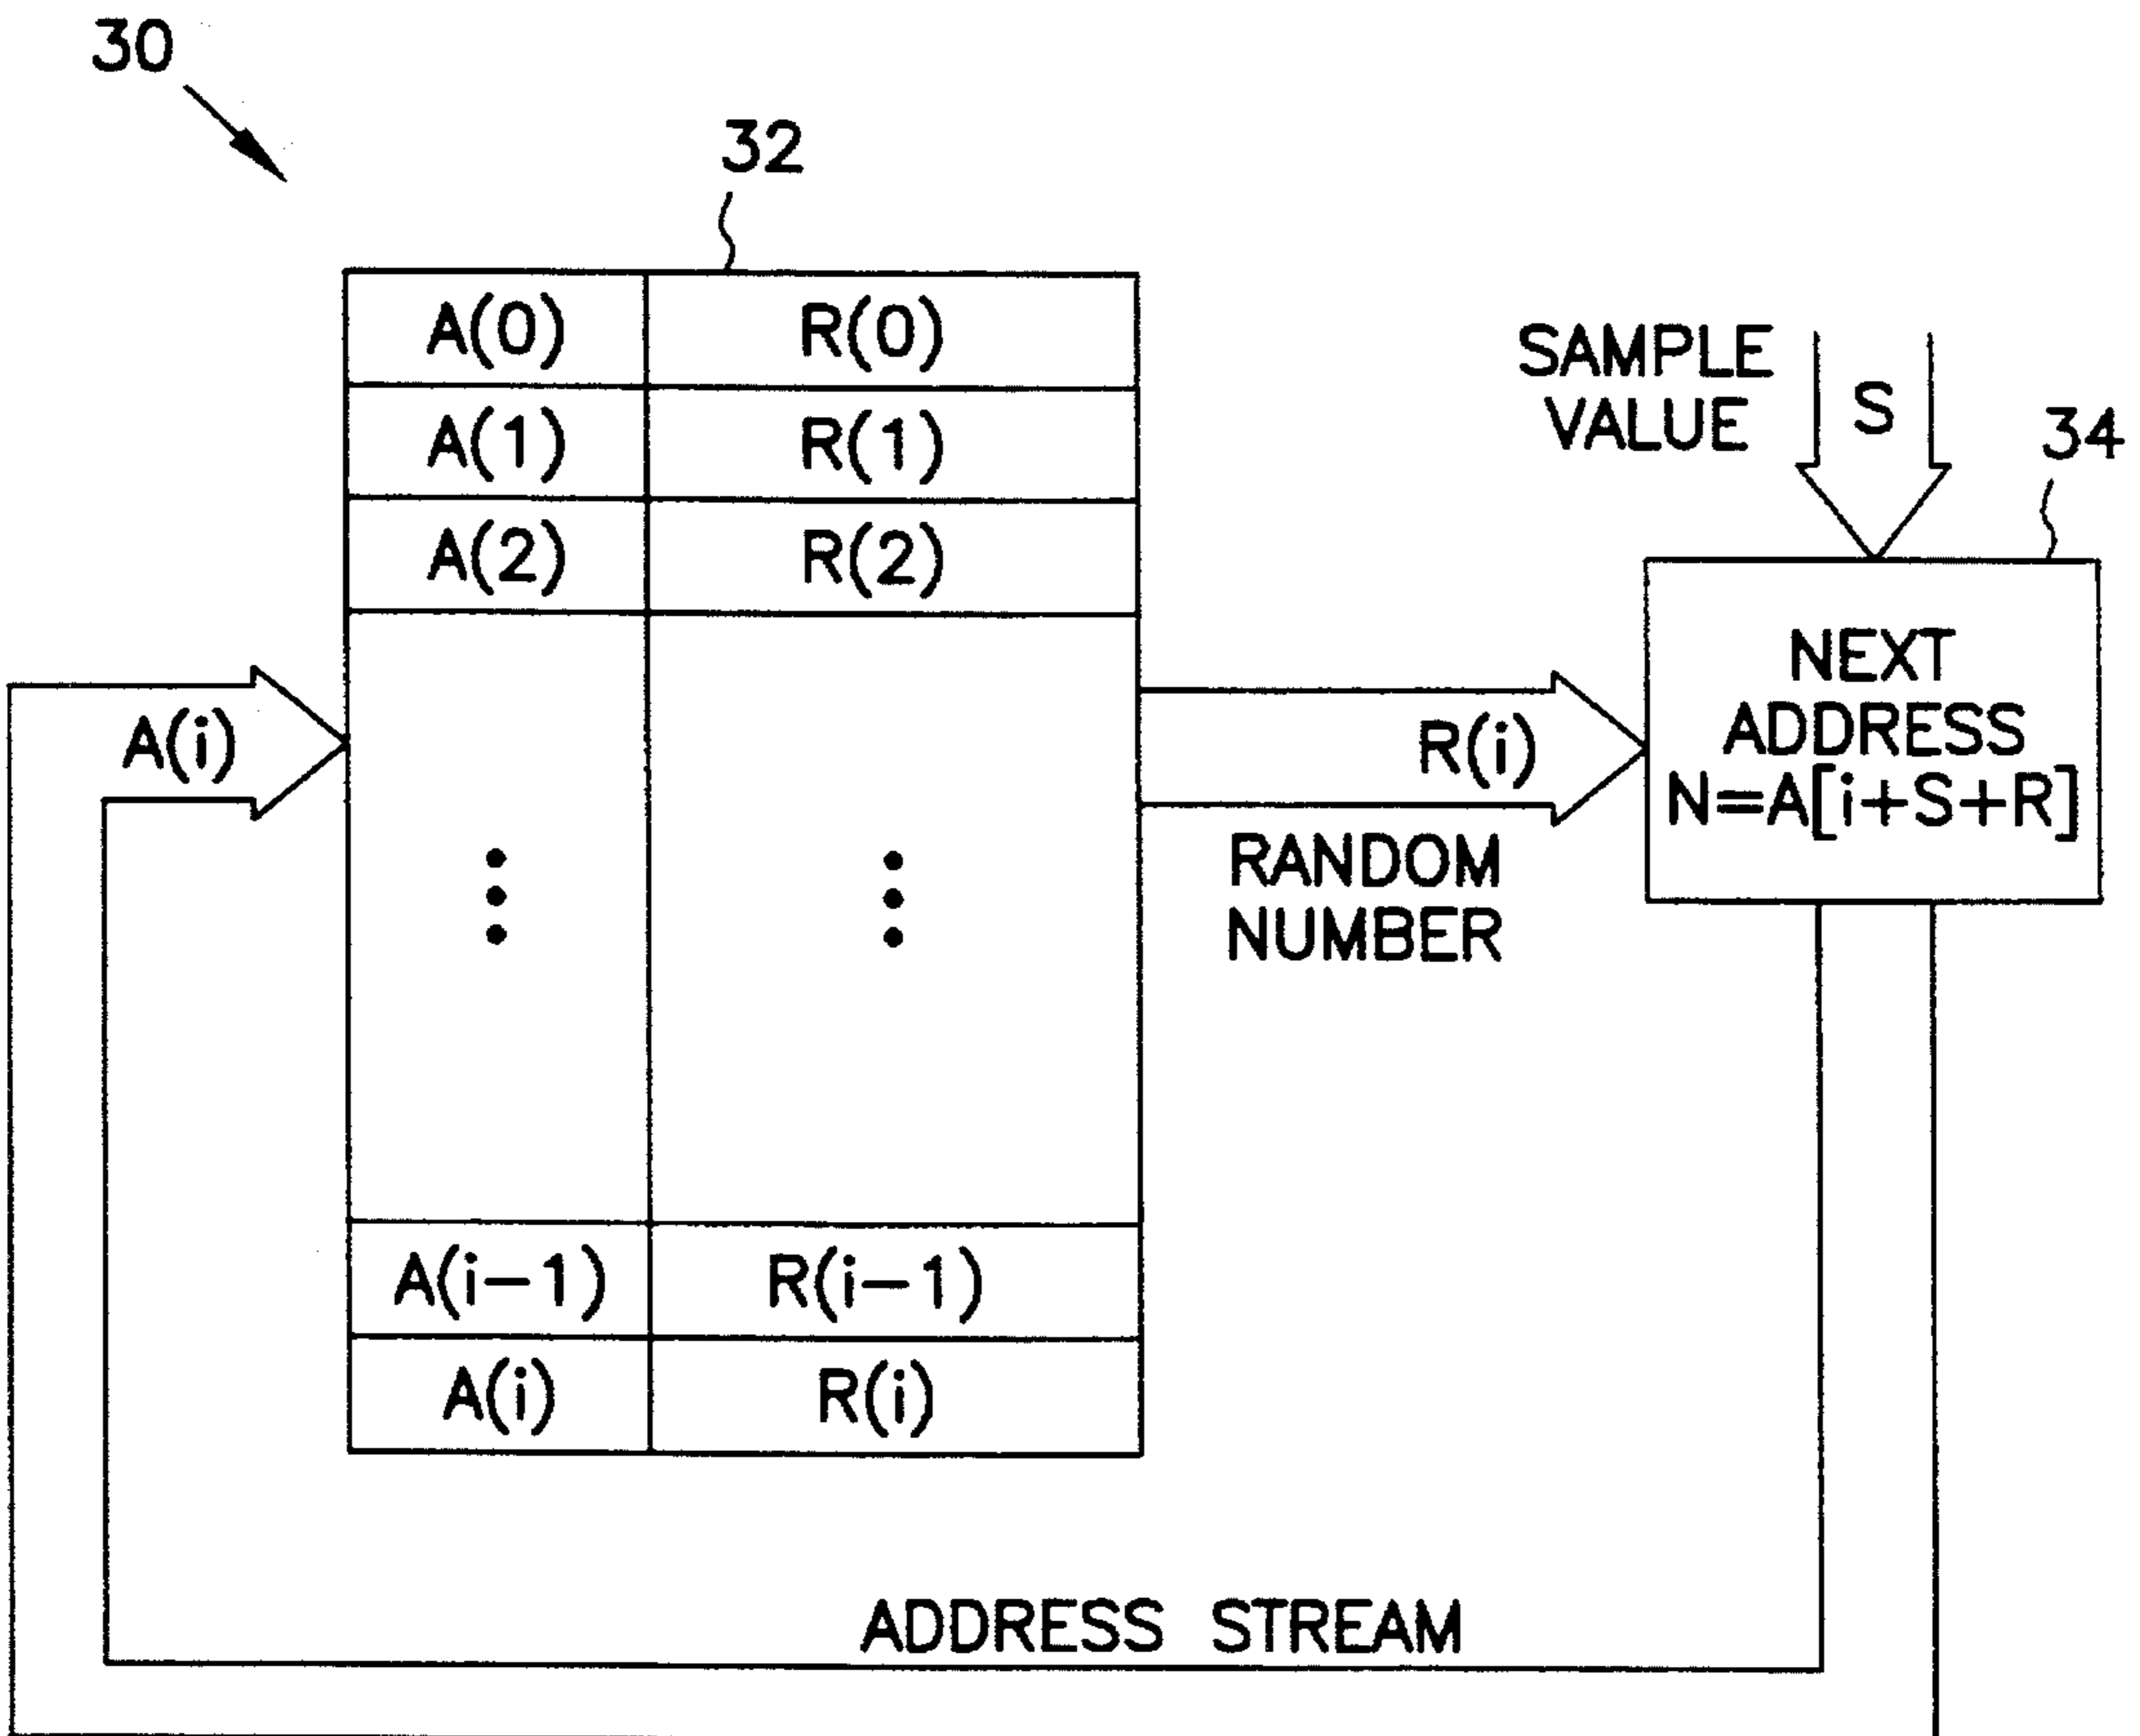 30
32
A(0) R(0)
A(1) R(1)
A(2) R(2)
SAMPLE
VALUE
S
34
A(i)
R(i)
RANDOM
NUMBER
NEXT
ADDRESS
N=A[i+S+R]
A(i-1) R(i-1)
A(i) R(i)
ADDRESS STREAM